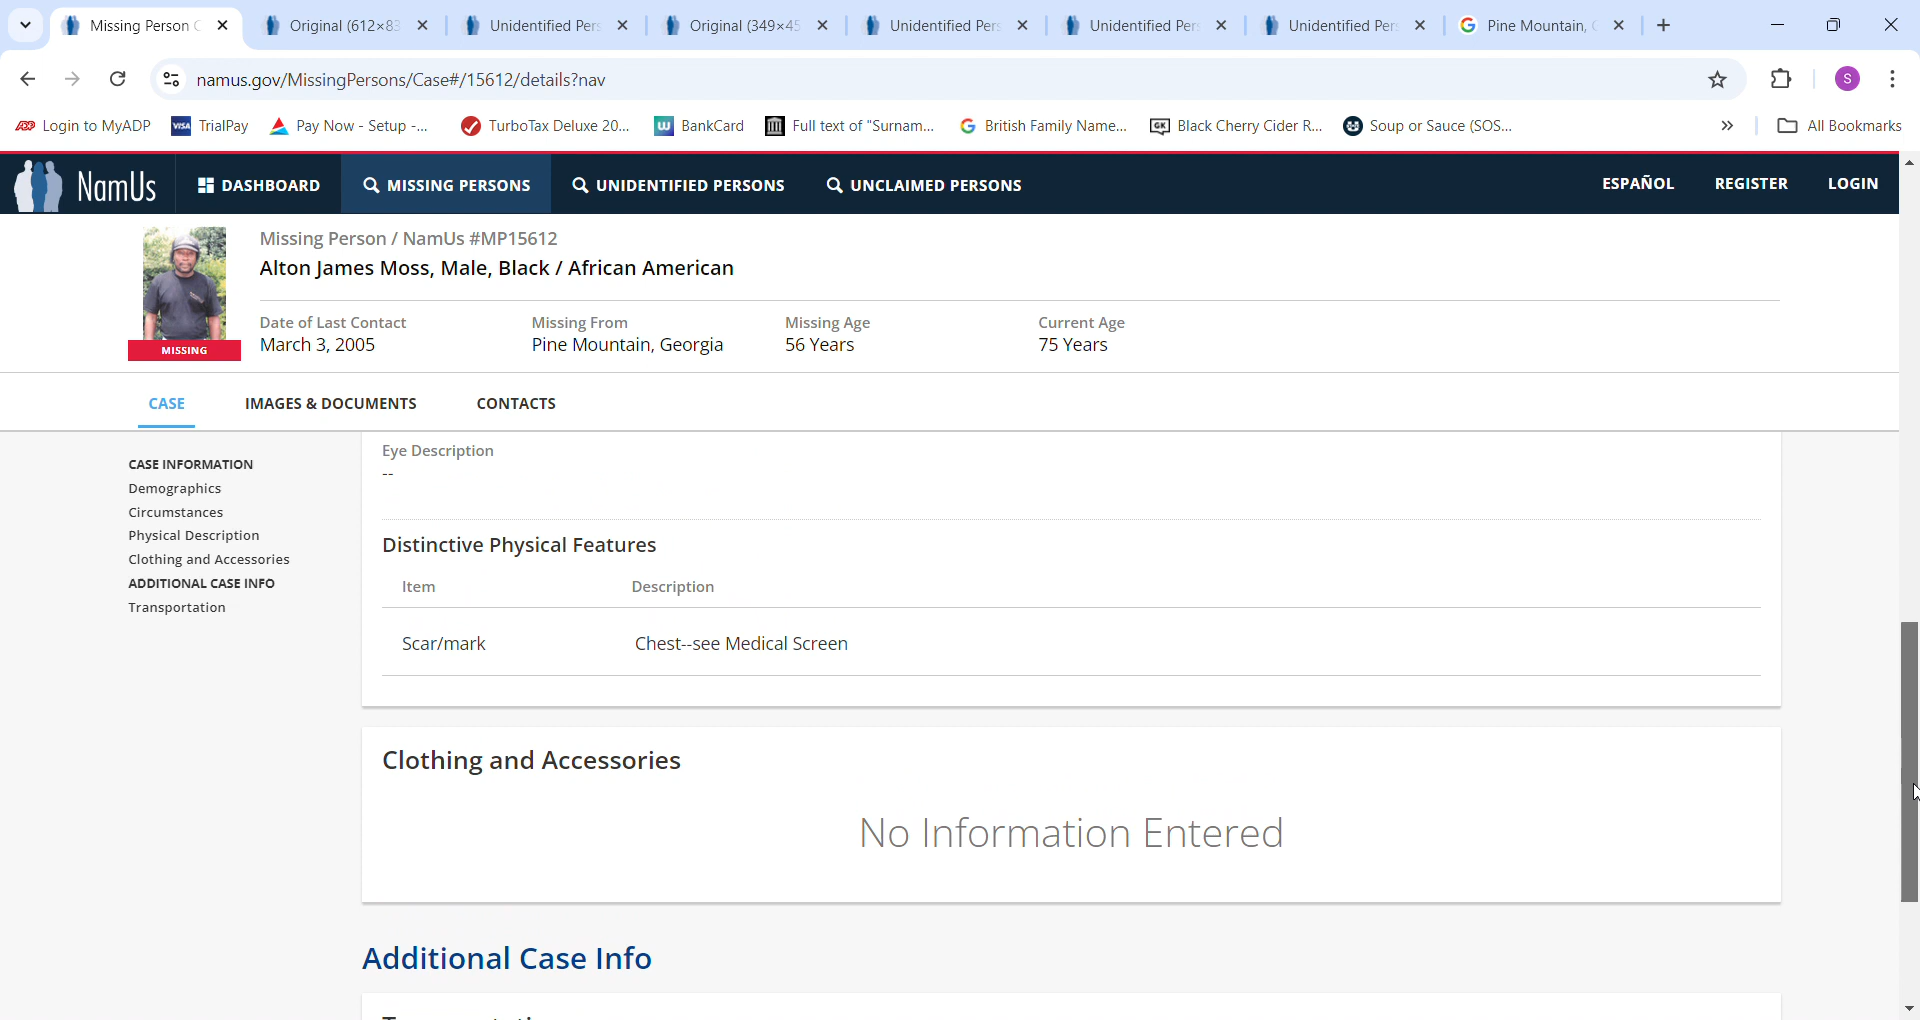 Missing Person C
Original (612×83
Unidentified Pers
Original (349×45
Unidentified Pers
Unidentified Pers
Unidentified Pers
Pine Mountain,
namus.gov/MissingPersons/Case#/15612/details?nav
S
Login to MyADP
TrialPay
Pay Now - Setup -...
TurboTax Deluxe 20...
BankCard
Full text of "Surnam...
British Family Name...
Black Cherry Cider R...
Soup or Sauce (SOS...
All Bookmarks
NamUs
DASHBOARD
MISSING PERSONS
UNIDENTIFIED PERSONS
UNCLAIMED PERSONS
ESPAÑOL
REGISTER
LOGIN
MISSING
Missing Person / NamUs #MP15612
Alton James Moss, Male, Black / African American
Date of Last Contact
March 3, 2005
Missing From
Pine Mountain, Georgia
Missing Age
56 Years
Current Age
75 Years
CASE
IMAGES & DOCUMENTS
CONTACTS
CASE INFORMATION
Demographics
Circumstances
Physical Description
Clothing and Accessories
ADDITIONAL CASE INFO
Transportation
Eye Description
--
Distinctive Physical Features
Item Description
Scar/mark Chest--see Medical Screen
Clothing and Accessories
No Information Entered
Additional Case Info